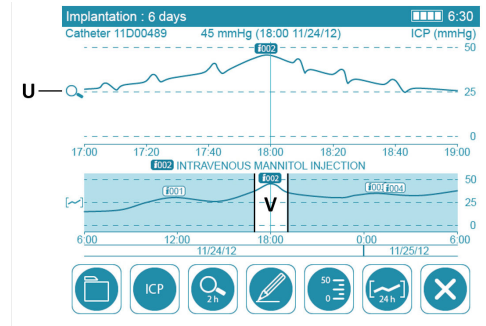 Implantation : 6 days 6:30
Catheter 11D00489 45 mmHg (18:00 11/24/12) ICP (mmHg)
i002 50
U 25
0
17:00 17:20 17:40 18:00 18:20 18:40 19:00
i002 INTRAVENOUS MANNITOL INJECTION
i002 50
i001 i004
V 25
0
6:00 12:00 18:00 0:00 6:00
11/24/12 11/25/12
ICP 2 h 50 0 24 h